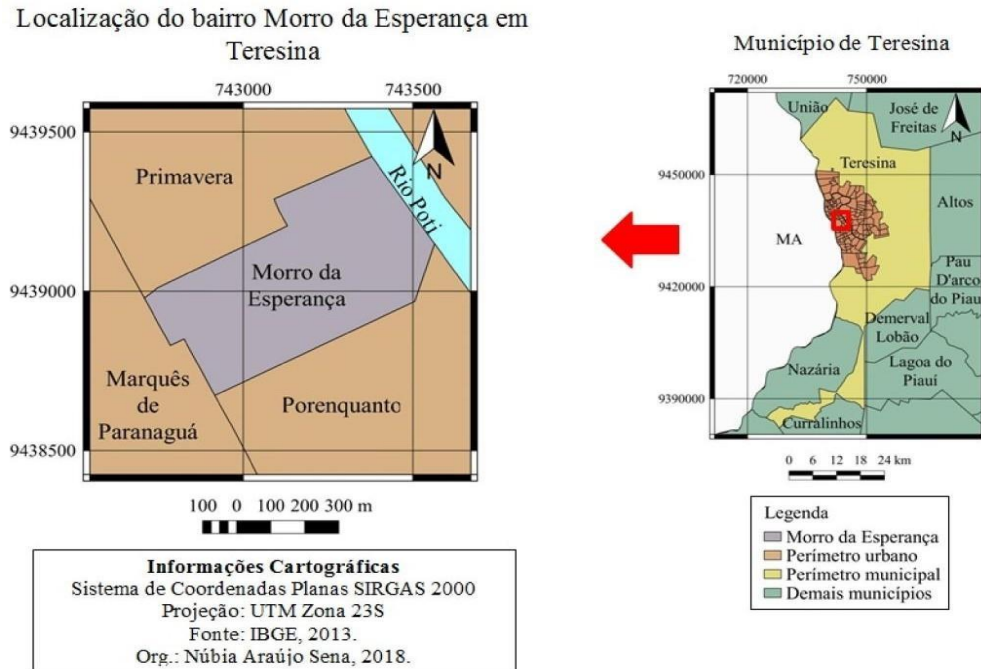 Localização do bairro Morro da Esperança em
Teresina
743000
743500
9439500
9439000
9438500
Primavera
N
Rio Poti
Morro da
Esperança
Marquês
de
Paranaguá
Porenquanto
100 0 100 200 300 m
Informações Cartográficas
Sistema de Coordenadas Planas SIRGAS 2000
Projeção: UTM Zona 23S
Fonte: IBGE, 2013.
Org.: Núbia Araújo Sena, 2018.
Município de Teresina
720000
750000
9450000
9420000
9390000
União
José de
Freitas
N
Teresina
Altos
MA
Pau
D'arco
do Piau
Demerval
Lobão
Nazária
Lagoa do
Piauí
Curralinhos
0 6 12 18 24 km
Legenda
Morro da Esperança
Perímetro urbano
Perímetro municipal
Demais municípios